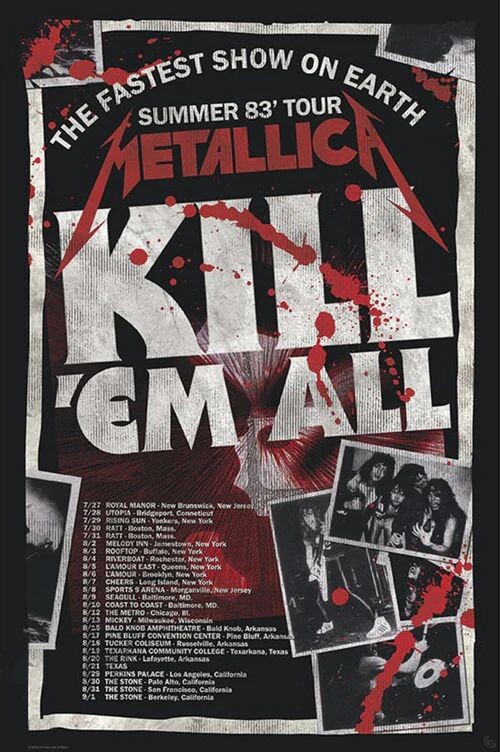 THE FASTEST SHOW ON EARTH
SUMMER 83' TOUR
METALLICA
KILL
'EM ALL
7/27 ROYAL MANOR - New Brunswick, New Jersey
7/28 UTOPIA - Bridgeport, Conneticut
7/29 RISING SUN - Yonkers, New York
7/30 RATT - Boston, Mass.
7/31 RATT - Boston, Mass.
8/2 MELODY INN - Jamestown, New York
8/3 ROOFTOP - Buffalo, New York
8/4 RIVERBOAT - Rochester, New York
8/5 L'AMOUR EAST - Queens, New York
8/6 L'AMOUR - Brooklyn, New York
8/7 CHEERS - Long Island, New York
8/8 SPORTS 9 ARENA - Morganville, New Jersey
8/9 SEAGULL - Baltimore, MD.
8/10 COAST TO COAST - Baltimore, MD.
8/12 THE METRO - Chicago, Ill.
8/13 MICKEY - Milwaukee, Wisconsin
8/15 BALD KNOB AMPHITHEATRE - Bald Knob, Arkansas
8/17 PINE BLUFF CONVENTION CENTER - Pine Bluff, Arkansas
8/18 TUCKER COLISEUM - Russelville, Arkansas
8/19 TEXARKANA COMMUNITY COLLEGE - Texarkana, Texas
8/20 THE RINK - Lafayette, Arkansas
8/21 TEXAS
8/29 PERKINS PALACE - Los Angeles, California
8/30 THE STONE - Palo Alto, California
8/31 THE STONE - San Francisco, California
9/1 THE STONE - Berkeley, California